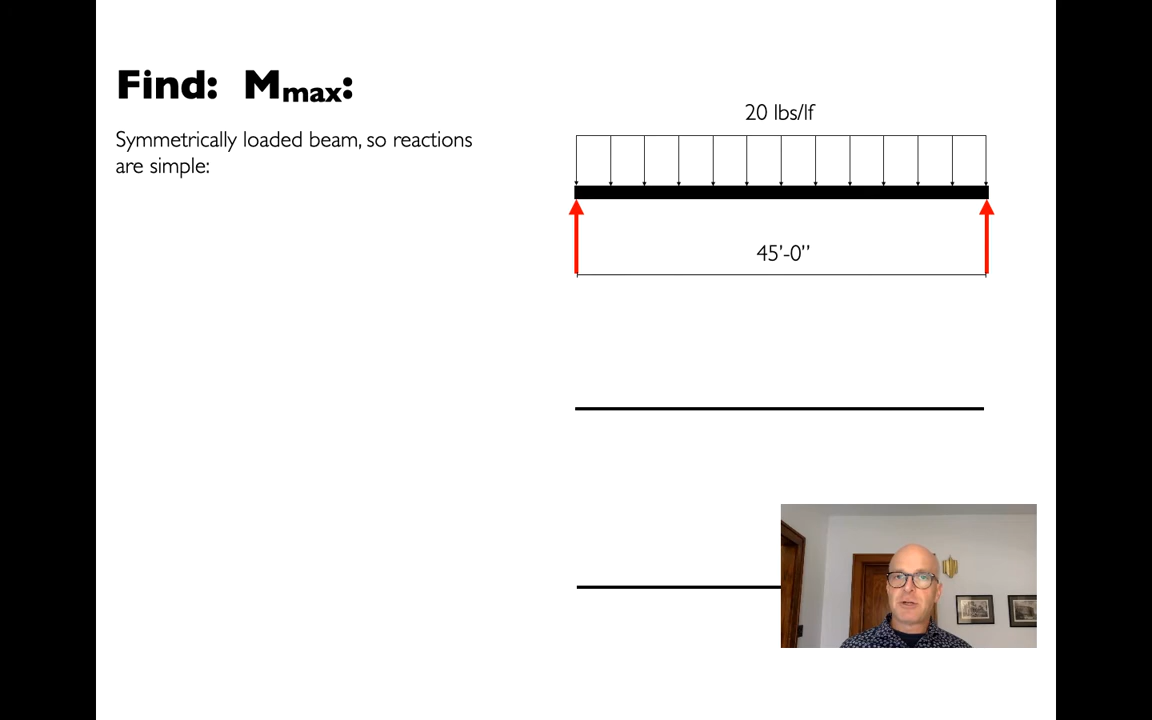 Find: Mmax:
Symmetrically loaded beam, so reactions
are simple:
20 lbs/lf
45’-0”